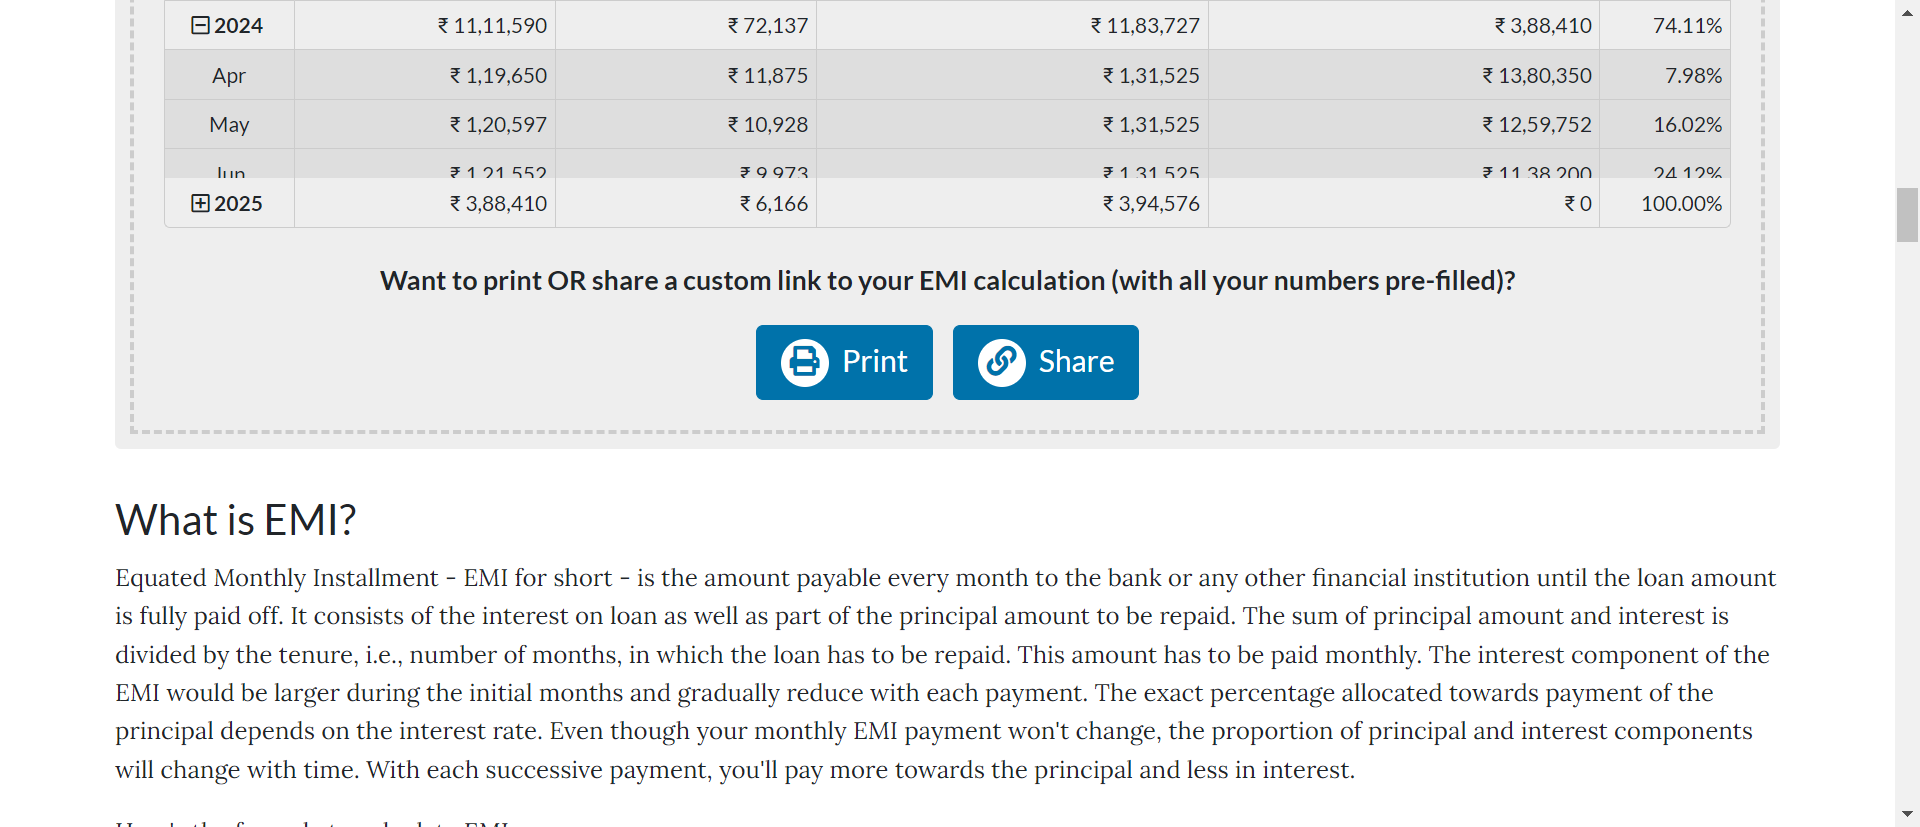 2024 ₹ 11,11,590 ₹ 72,137 ₹ 11,83,727 ₹ 3,88,410 74.11%
Apr ₹ 1,19,650 ₹ 11,875 ₹ 1,31,525 ₹ 13,80,350 7.98%
May ₹ 1,20,597 ₹ 10,928 ₹ 1,31,525 ₹ 12,59,752 16.02%
Jun ₹ 1,21,552 ₹ 9,973 ₹ 1,31,525 ₹ 11,38,200 24.12%
2025 ₹ 3,88,410 ₹ 6,166 ₹ 3,94,576 ₹ 0 100.00%
Want to print OR share a custom link to your EMI calculation (with all your numbers pre-filled)?
Print Share
What is EMI?
Equated Monthly Installment - EMI for short - is the amount payable every month to the bank or any other financial institution until the loan amount
is fully paid off. It consists of the interest on loan as well as part of the principal amount to be repaid. The sum of principal amount and interest is
divided by the tenure, i.e., number of months, in which the loan has to be repaid. This amount has to be paid monthly. The interest component of the
EMI would be larger during the initial months and gradually reduce with each payment. The exact percentage allocated towards payment of the
principal depends on the interest rate. Even though your monthly EMI payment won't change, the proportion of principal and interest components
will change with time. With each successive payment, you'll pay more towards the principal and less in interest.